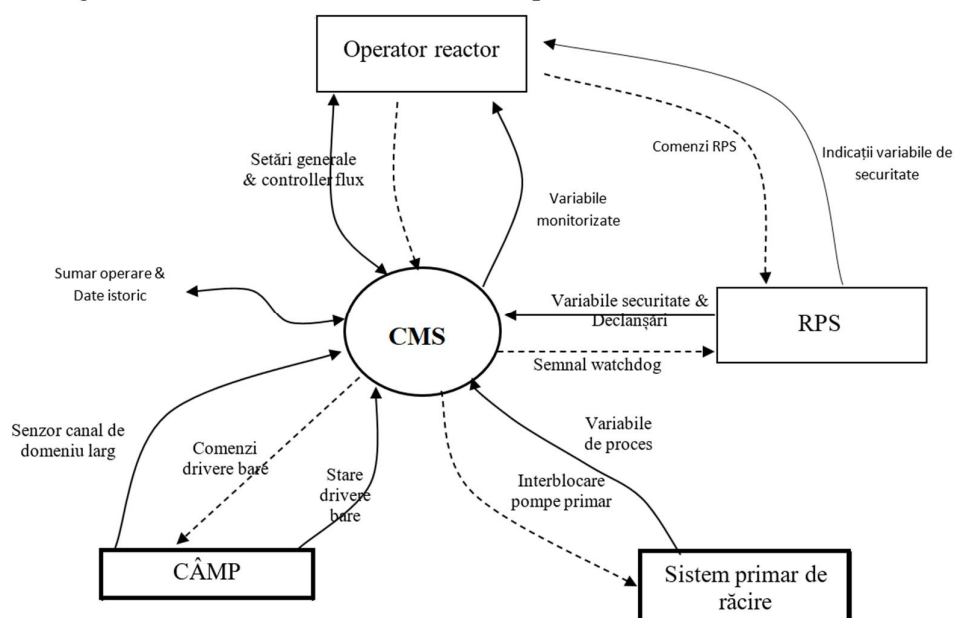 Operator reactor
Setări generale
& controller flux
Comenzi RPS
Indicații variabile de
securitate
Variabile
monitorizate
Sumar operare &
Date istoric
CMS
Variabile securitate &
Declanșări
RPS
Semnal watchdog
Senzor canal de
domeniu larg
Comenzi
drivere bare
Stare
drivere
bare
Variabile
de proces
Interblocare
pompe primar
CÂMP
Sistem primar de
răcire